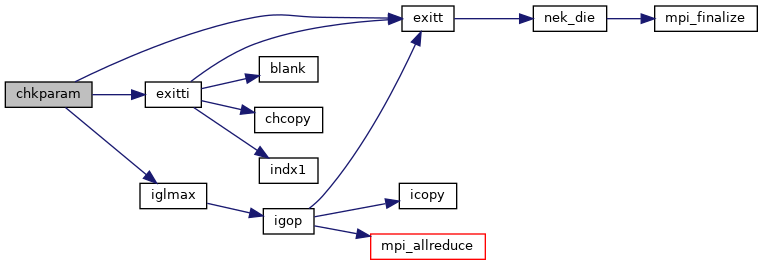 exitt
nek_die
mpi_finalize
blank
chkparam
exitti
chcopy
indx1
iglmax
icopy
igop
mpi_allreduce